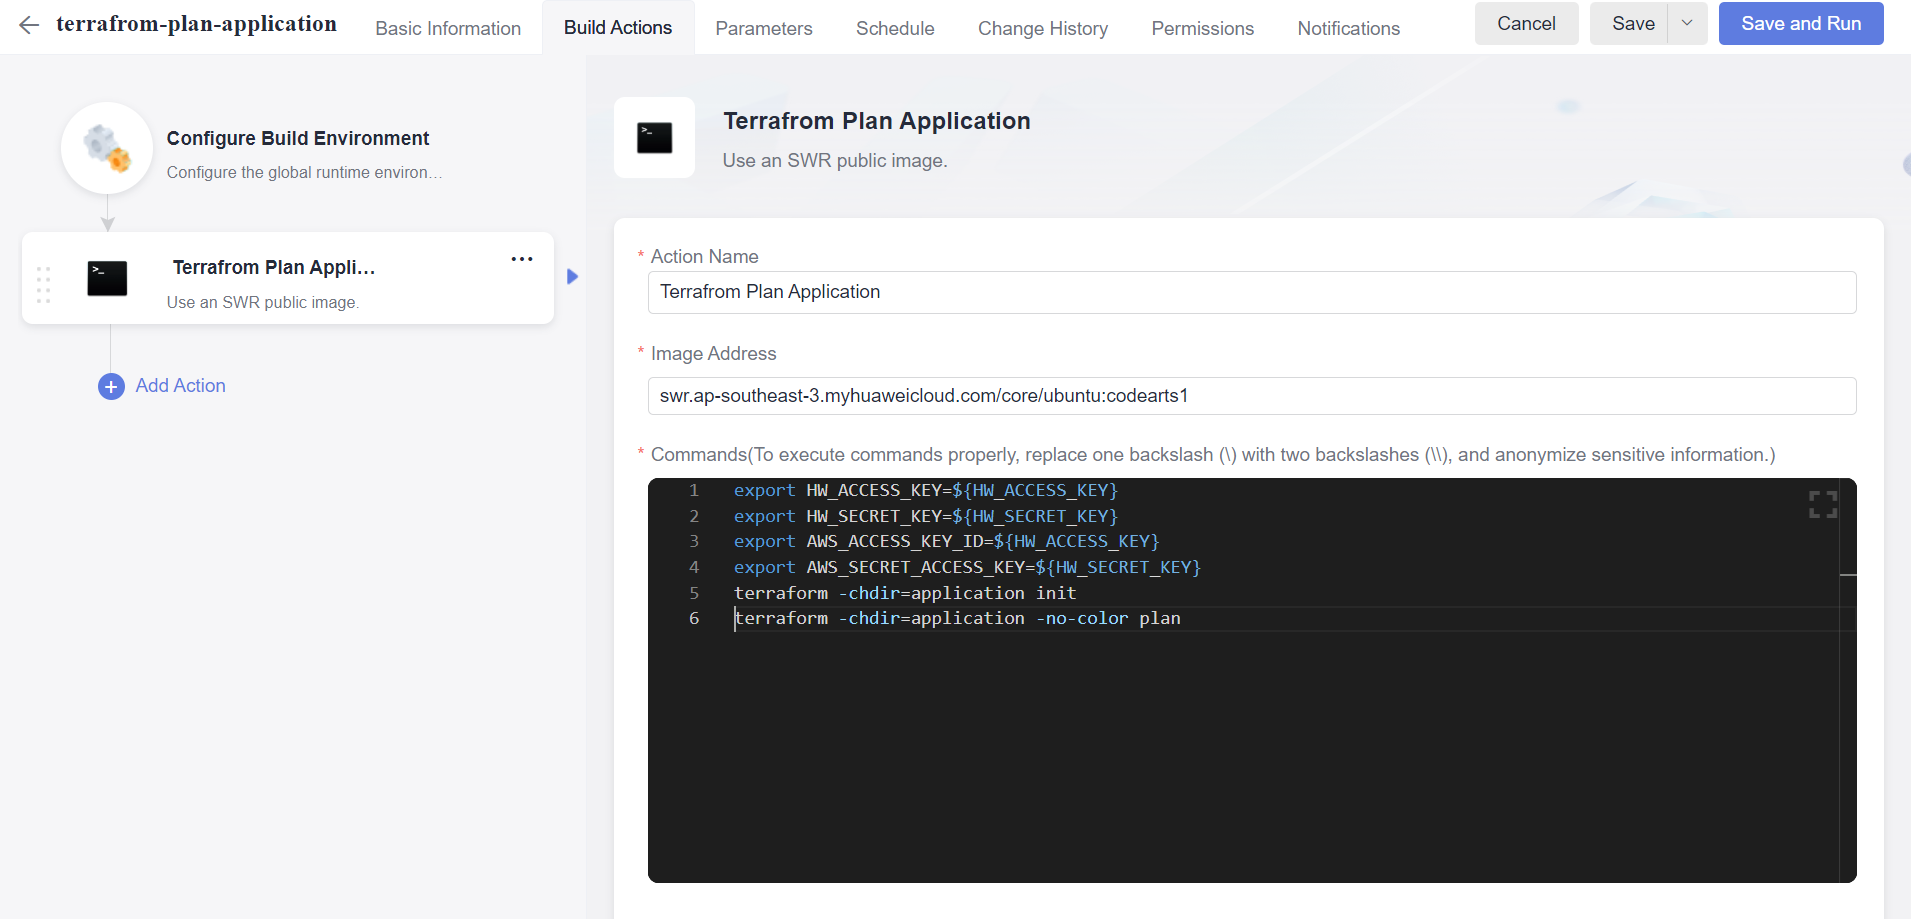 terrafrom-plan-application
Basic Information
Build Actions
Parameters
Schedule
Change History
Permissions
Notifications
Cancel
Save
Save and Run
Configure Build Environment
Configure the global runtime environ…
>_
Terrafrom Plan Appli…
Use an SWR public image.
Add Action
>_
Terrafrom Plan Application
Use an SWR public image.
* Action Name
Terrafrom Plan Application
* Image Address
swr.ap-southeast-3.myhuaweicloud.com/core/ubuntu:codearts1
* Commands(To execute commands properly, replace one backslash (\) with two backslashes (\\), and anonymize sensitive information.)
1 export HW_ACCESS_KEY=${HW_ACCESS_KEY}
2 export HW_SECRET_KEY=${HW_SECRET_KEY}
3 export AWS_ACCESS_KEY_ID=${HW_ACCESS_KEY}
4 export AWS_SECRET_ACCESS_KEY=${HW_SECRET_KEY}
5 terraform -chdir=application init
6 terraform -chdir=application -no-color plan